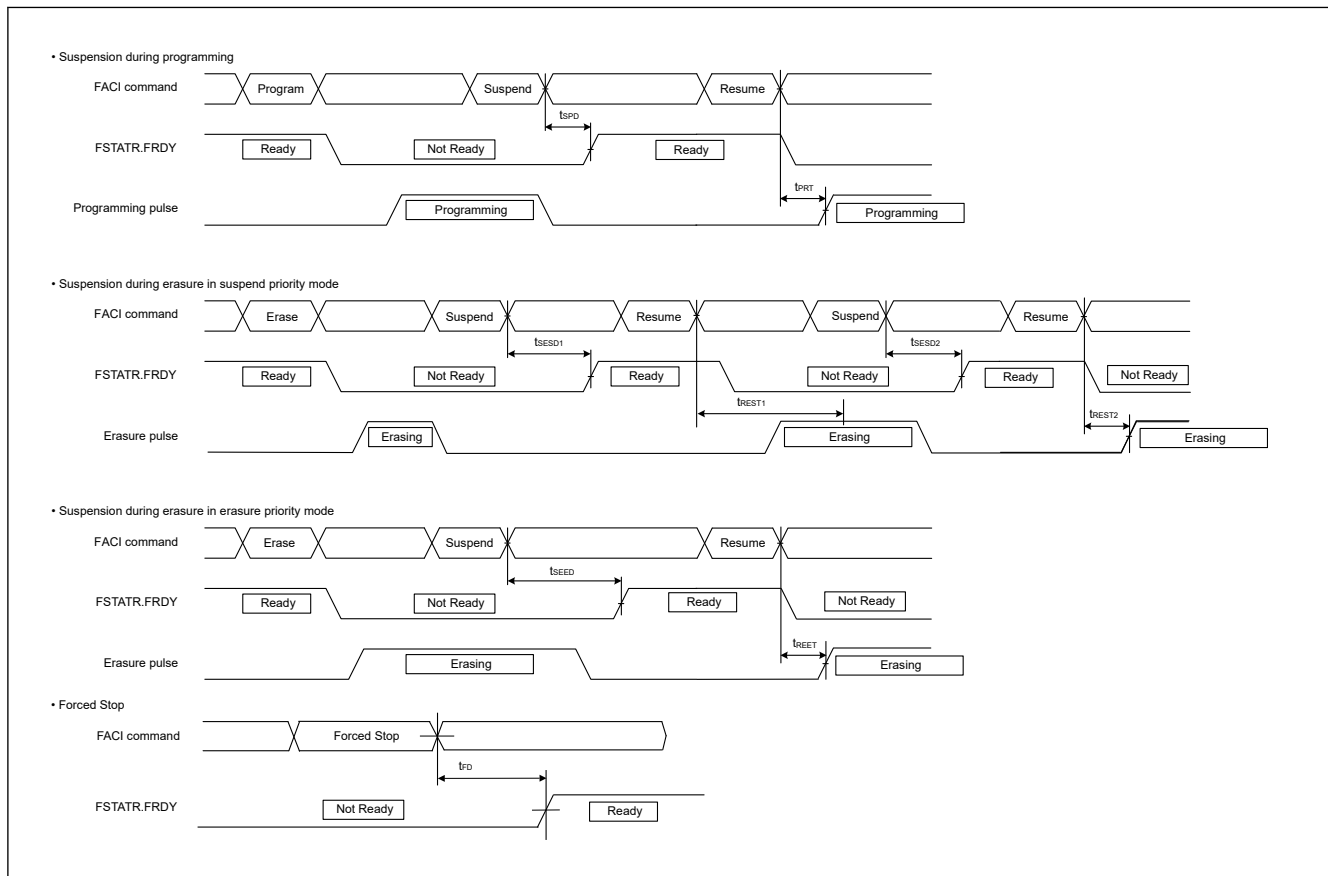 • Suspension during programming
FACI command
Program
Suspend
Resume
tSPD
FSTATR.FRDY
Ready
Not Ready
Ready
tPRT
Programming pulse
Programming
Programming
• Suspension during erasure in suspend priority mode
FACI command
Erase
Suspend
Resume
Suspend
Resume
tSESD1
tSESD2
FSTATR.FRDY
Ready
Not Ready
Ready
Not Ready
Ready
Not Ready
tREST1
tREST2
Erasure pulse
Erasing
Erasing
Erasing
• Suspension during erasure in erasure priority mode
FACI command
Erase
Suspend
Resume
tSEED
FSTATR.FRDY
Ready
Not Ready
Ready
Not Ready
tREET
Erasure pulse
Erasing
Erasing
• Forced Stop
FACI command
Forced Stop
tFD
FSTATR.FRDY
Not Ready
Ready